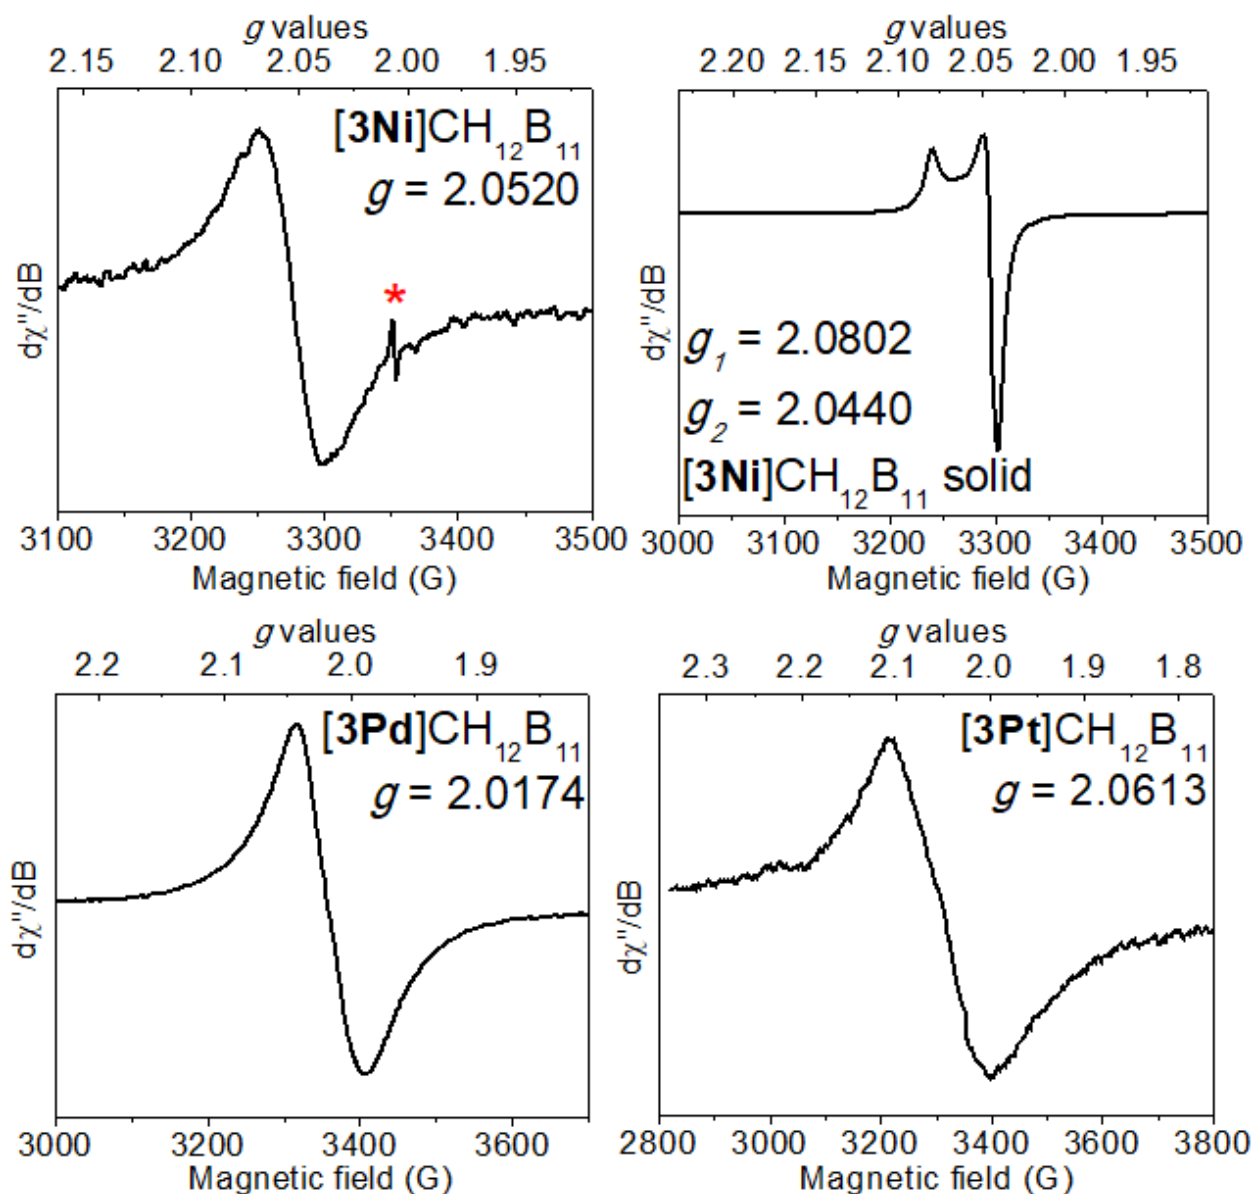 g values
2.15 2.10 2.05 2.00 1.95
[3Ni]CH₁₂B₁₁
g = 2.0520
*
dχ''/dB
3100 3200 3300 3400 3500
Magnetic field (G)
g values
2.20 2.15 2.10 2.05 2.00 1.95
dχ''/dB
g₁ = 2.0802
g₂ = 2.0440
[3Ni]CH₁₂B₁₁ solid
3000 3100 3200 3300 3400 3500
Magnetic field (G)
g values
2.2 2.1 2.0 1.9
[3Pd]CH₁₂B₁₁
g = 2.0174
dχ''/dB
3000 3200 3400 3600
Magnetic field (G)
g values
2.3 2.2 2.1 2.0 1.9 1.8
[3Pt]CH₁₂B₁₁
g = 2.0613
dχ''/dB
2800 3000 3200 3400 3600 3800
Magnetic field (G)